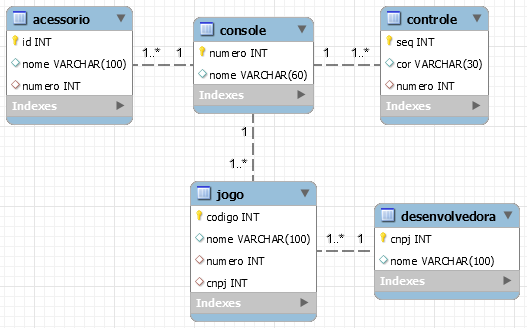 acessorio
id INT
nome VARCHAR(100)
numero INT
Indexes
1..*
1
console
numero INT
nome VARCHAR(60)
Indexes
1
1..*
controle
seq INT
cor VARCHAR(30)
numero INT
Indexes
1
1..*
jogo
codigo INT
nome VARCHAR(100)
numero INT
cnpj INT
Indexes
1..*
1
desenvolvedora
cnpj INT
nome VARCHAR(100)
Indexes